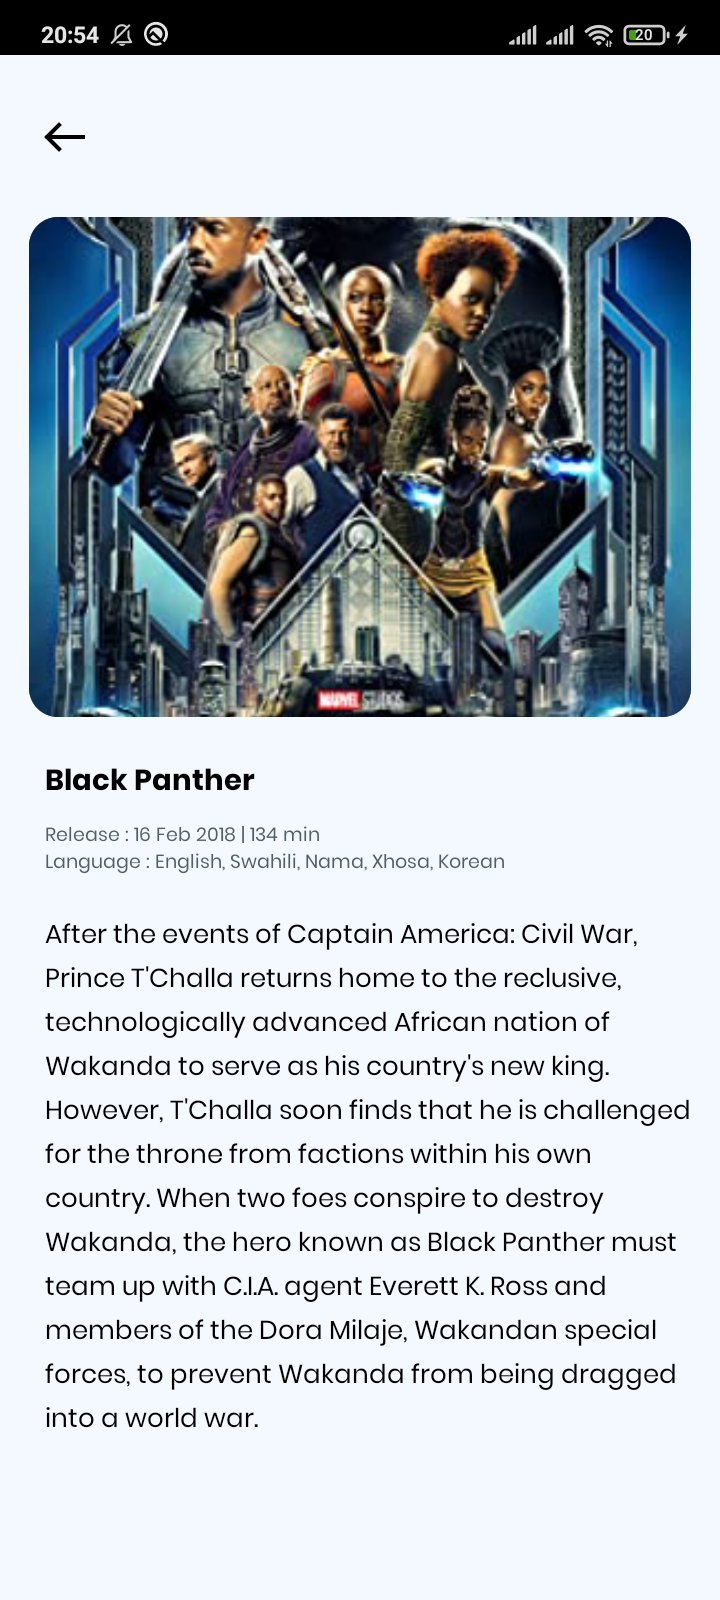 20:54
20
MARVEL STUDIOS
Black Panther
Release : 16 Feb 2018 | 134 min
Language : English, Swahili, Nama, Xhosa, Korean
After the events of Captain America: Civil War,
Prince T'Challa returns home to the reclusive,
technologically advanced African nation of
Wakanda to serve as his country's new king.
However, T'Challa soon finds that he is challenged
for the throne from factions within his own
country. When two foes conspire to destroy
Wakanda, the hero known as Black Panther must
team up with C.I.A. agent Everett K. Ross and
members of the Dora Milaje, Wakandan special
forces, to prevent Wakanda from being dragged
into a world war.